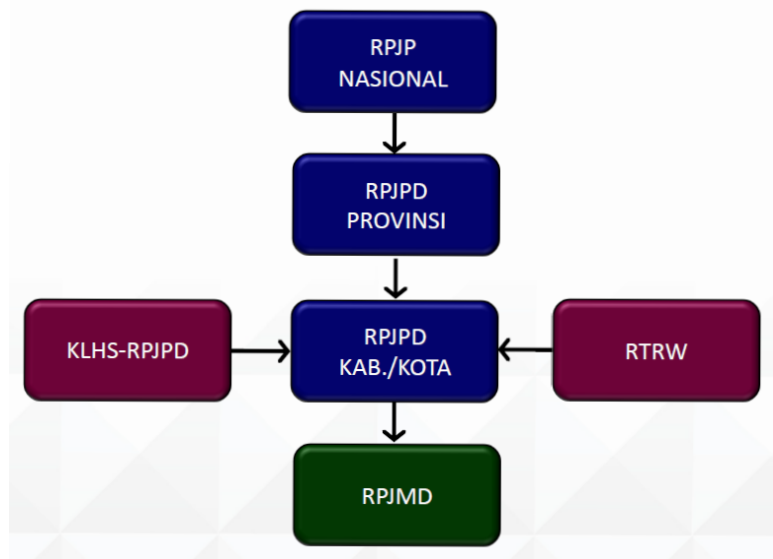 RPJP
NASIONAL
RPJPD
PROVINSI
KLHS-RPJPD
RPJPD
KAB./KOTA
RTRW
RPJMD